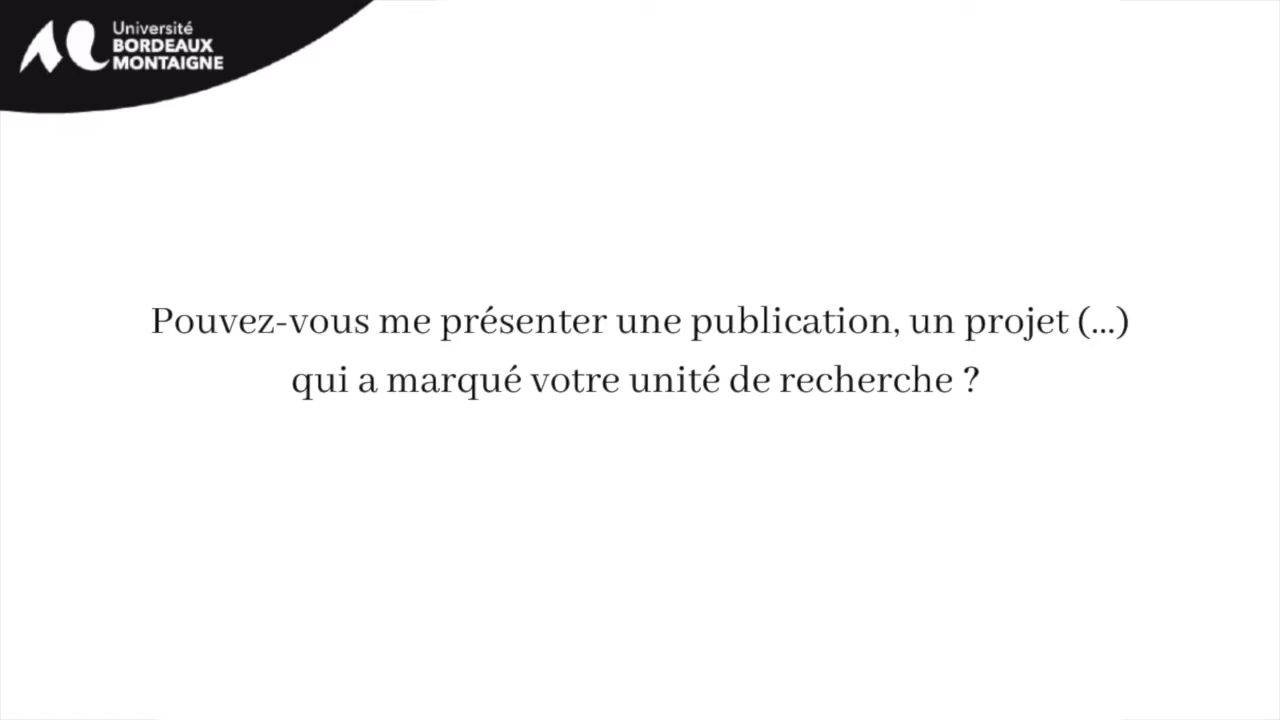 Université
BORDEAUX
MONTAIGNE
Pouvez-vous me présenter une publication, un projet (...)
qui a marqué votre unité de recherche ?